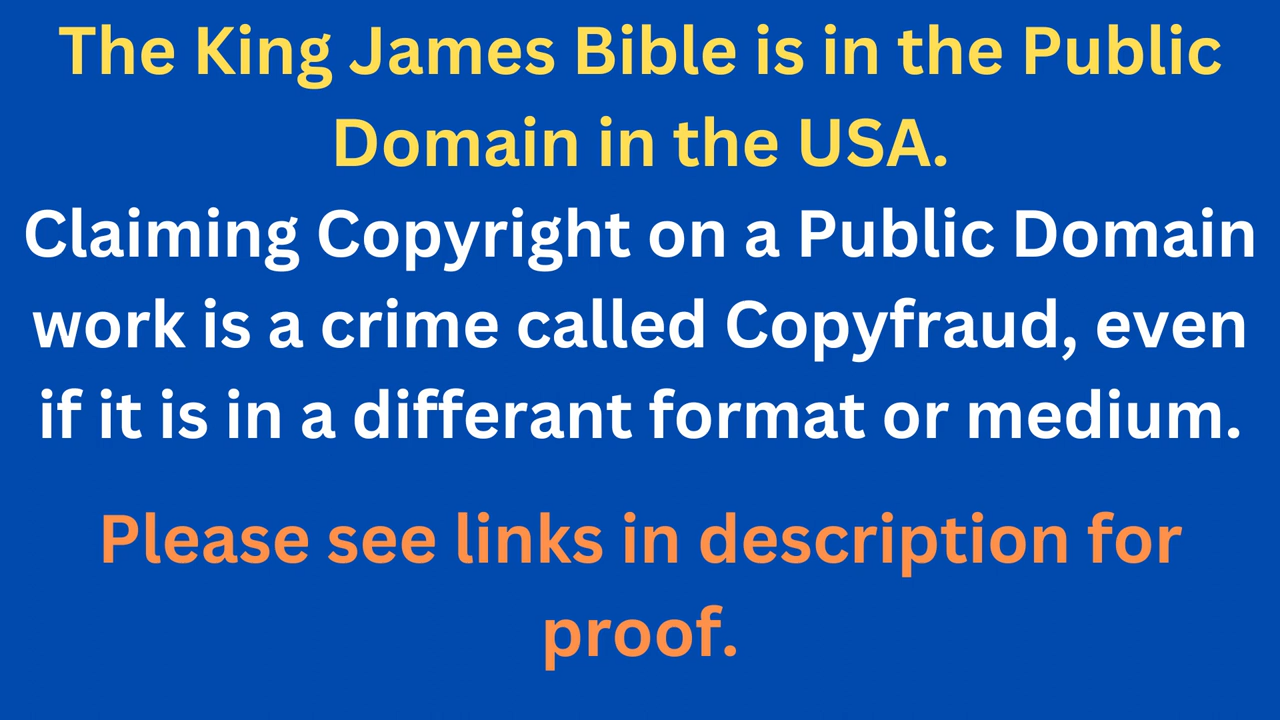 The King James Bible is in the Public
Domain in the USA.
Claiming Copyright on a Public Domain
work is a crime called Copyfraud, even
if it is in a differant format or medium.
Please see links in description for
proof.